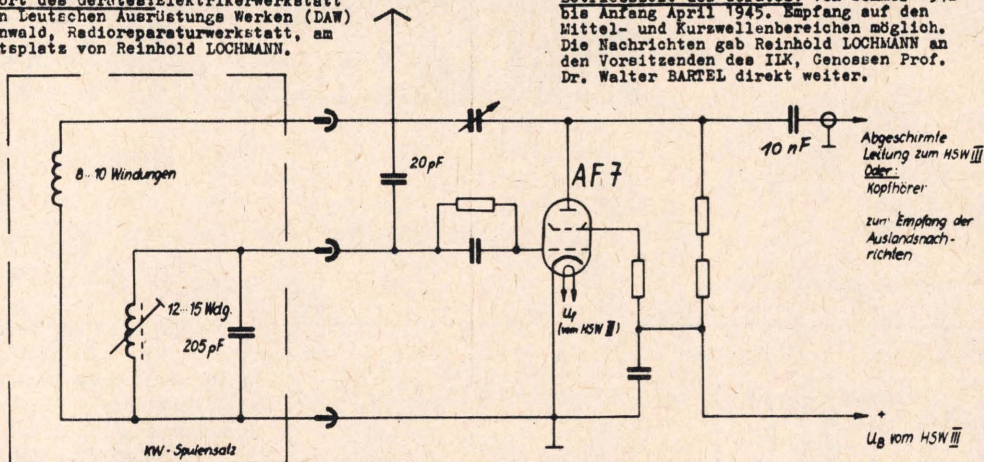 ort des Gerätes:Elektrikerwerkstatt
n Deutschen Ausrüstungs Werken (DAW)
nwald, Radioreparaturwerkstatt, am
tsplatz von Reinhold LOCHMANN.
bis Anfang April 1945. Empfang auf den
Mittel- und Kurzwellenbereichen möglich.
Die Nachrichten gab Reinhold LOCHMANN an
den Vorsitzenden des ILK, Genossen Prof.
Dr. Walter BARTEL direkt weiter.
8-10 Windungen
20 pF
AF 7
10 nF
Abgeschirmte
Leitung zum HSW III
Oder:
Kopfhörer
zum Empfang der
Auslandsnach-
richten
12-15 Wdg.
205 pF
Uf
(vom HSW III)
+
UB vom HSW III
KW-Spulensatz